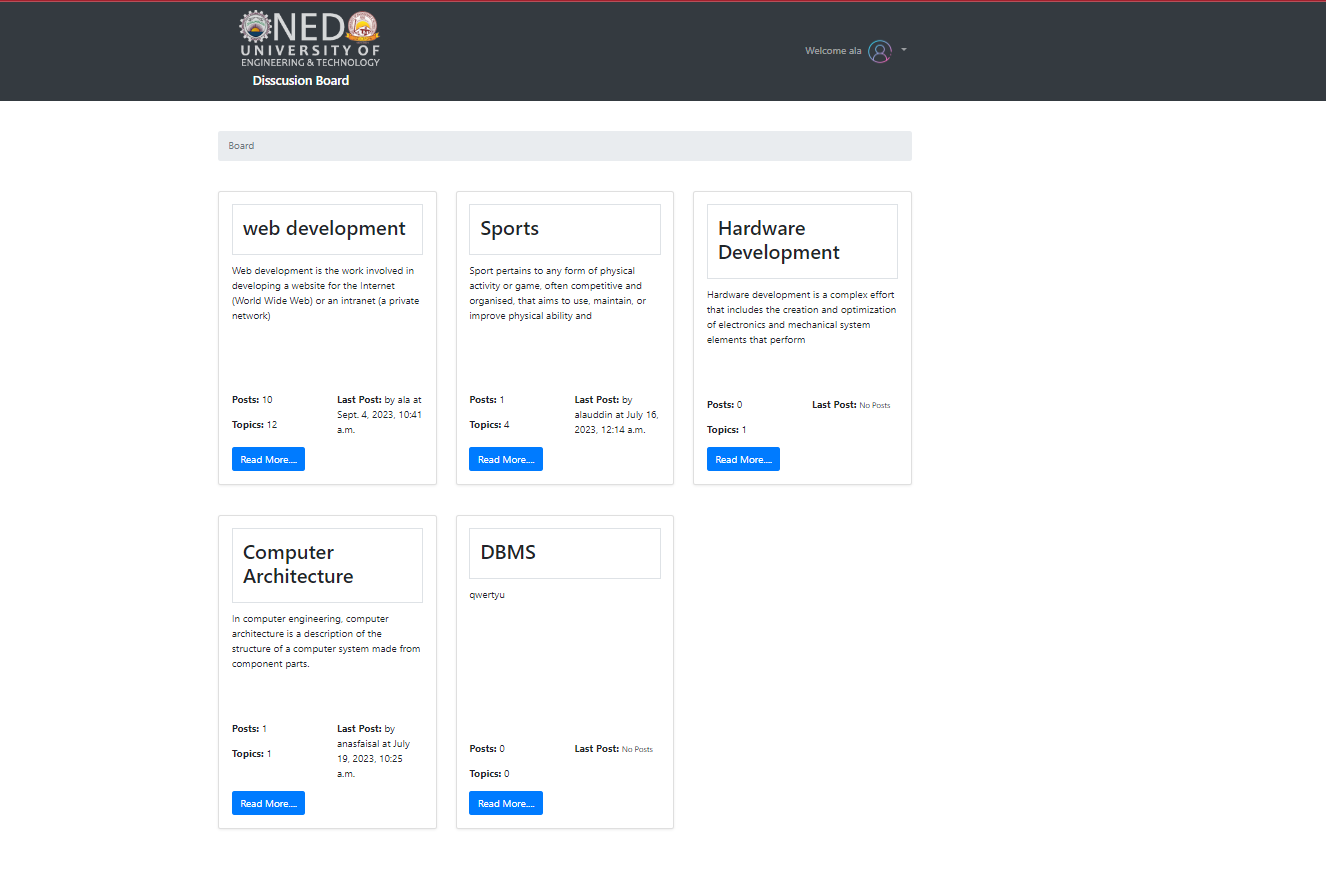 NED
UNIVERSITY OF
ENGINEERING & TECHNOLOGY
Disscusion Board
Welcome ala
Board
web development
Web development is the work involved in
developing a website for the Internet
(World Wide Web) or an intranet (a private
network)
Posts: 10
Topics: 12
Last Post: by ala at
Sept. 4, 2023, 10:41
a.m.
Read More....
Sports
Sport pertains to any form of physical
activity or game, often competitive and
organised, that aims to use, maintain, or
improve physical ability and
Posts: 1
Topics: 4
Last Post: by
alauddin at July 16,
2023, 12:14 a.m.
Read More....
Hardware
Development
Hardware development is a complex effort
that includes the creation and optimization
of electronics and mechanical system
elements that perform
Posts: 0
Topics: 1
Last Post: No Posts
Read More....
Computer
Architecture
In computer engineering, computer
architecture is a description of the
structure of a computer system made from
component parts.
Posts: 1
Topics: 1
Last Post: by
anasfaisal at July
19, 2023, 10:25
a.m.
Read More....
DBMS
qwertyu
Posts: 0
Topics: 0
Last Post: No Posts
Read More....